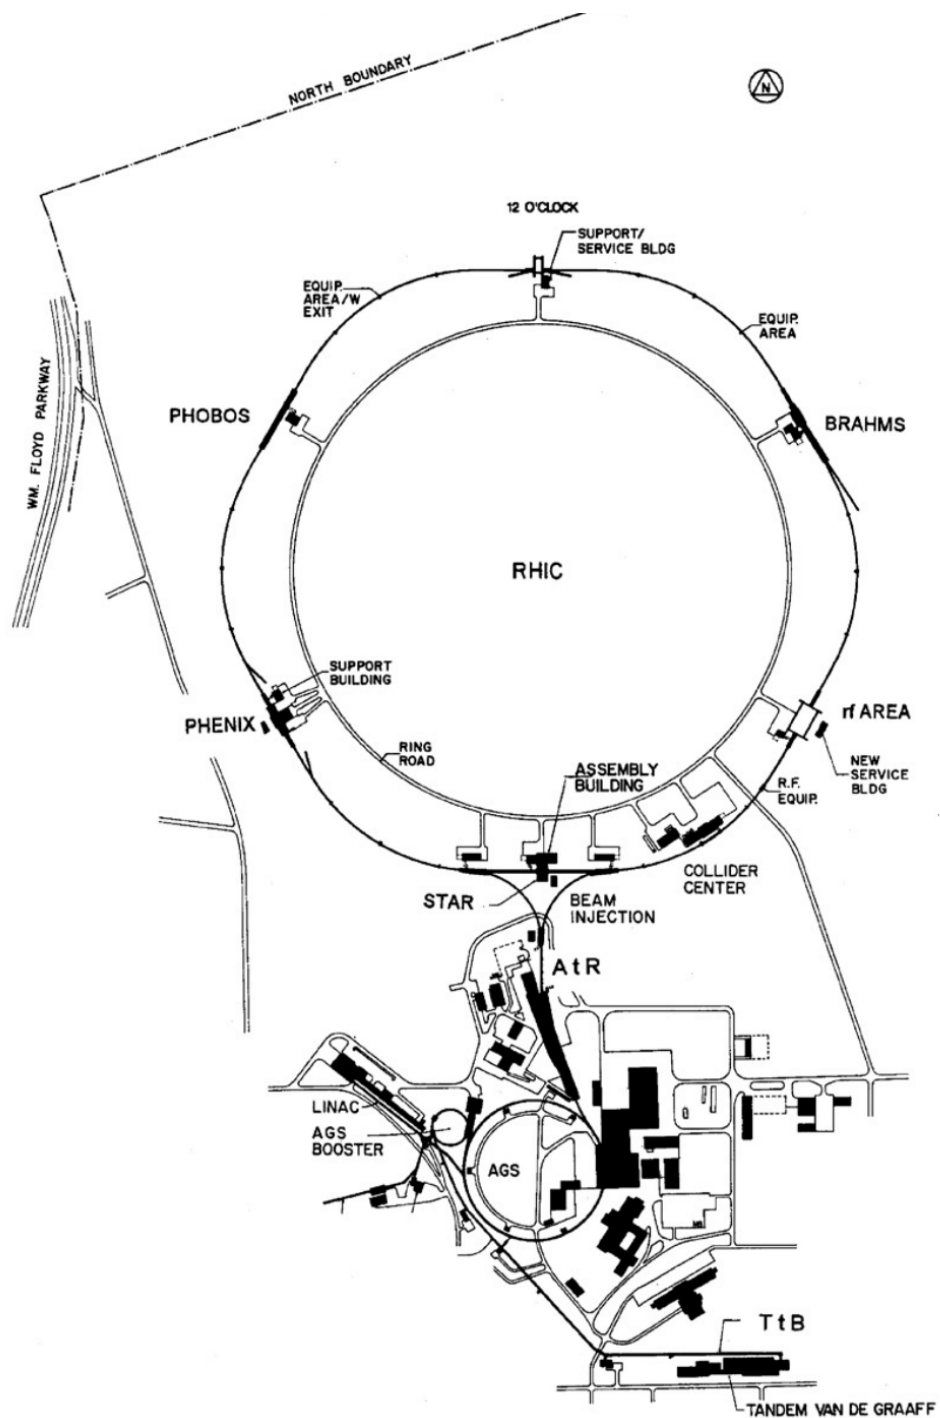 NORTH BOUNDARY
N
12 O'CLOCK
SUPPORT/
SERVICE BLDG
EQUIP.
AREA/W
EXIT
EQUIP.
AREA
WM. FLOYD PARKWAY
PHOBOS
BRAHMS
RHIC
SUPPORT
BUILDING
PHENIX
rf AREA
RING
ROAD
NEW
SERVICE
BLDG
ASSEMBLY
BUILDING
R.F.
EQUIP.
COLLIDER
CENTER
STAR
BEAM
INJECTION
AtR
LINAC
AGS
BOOSTER
AGS
TtB
TANDEM VAN DE GRAAFF